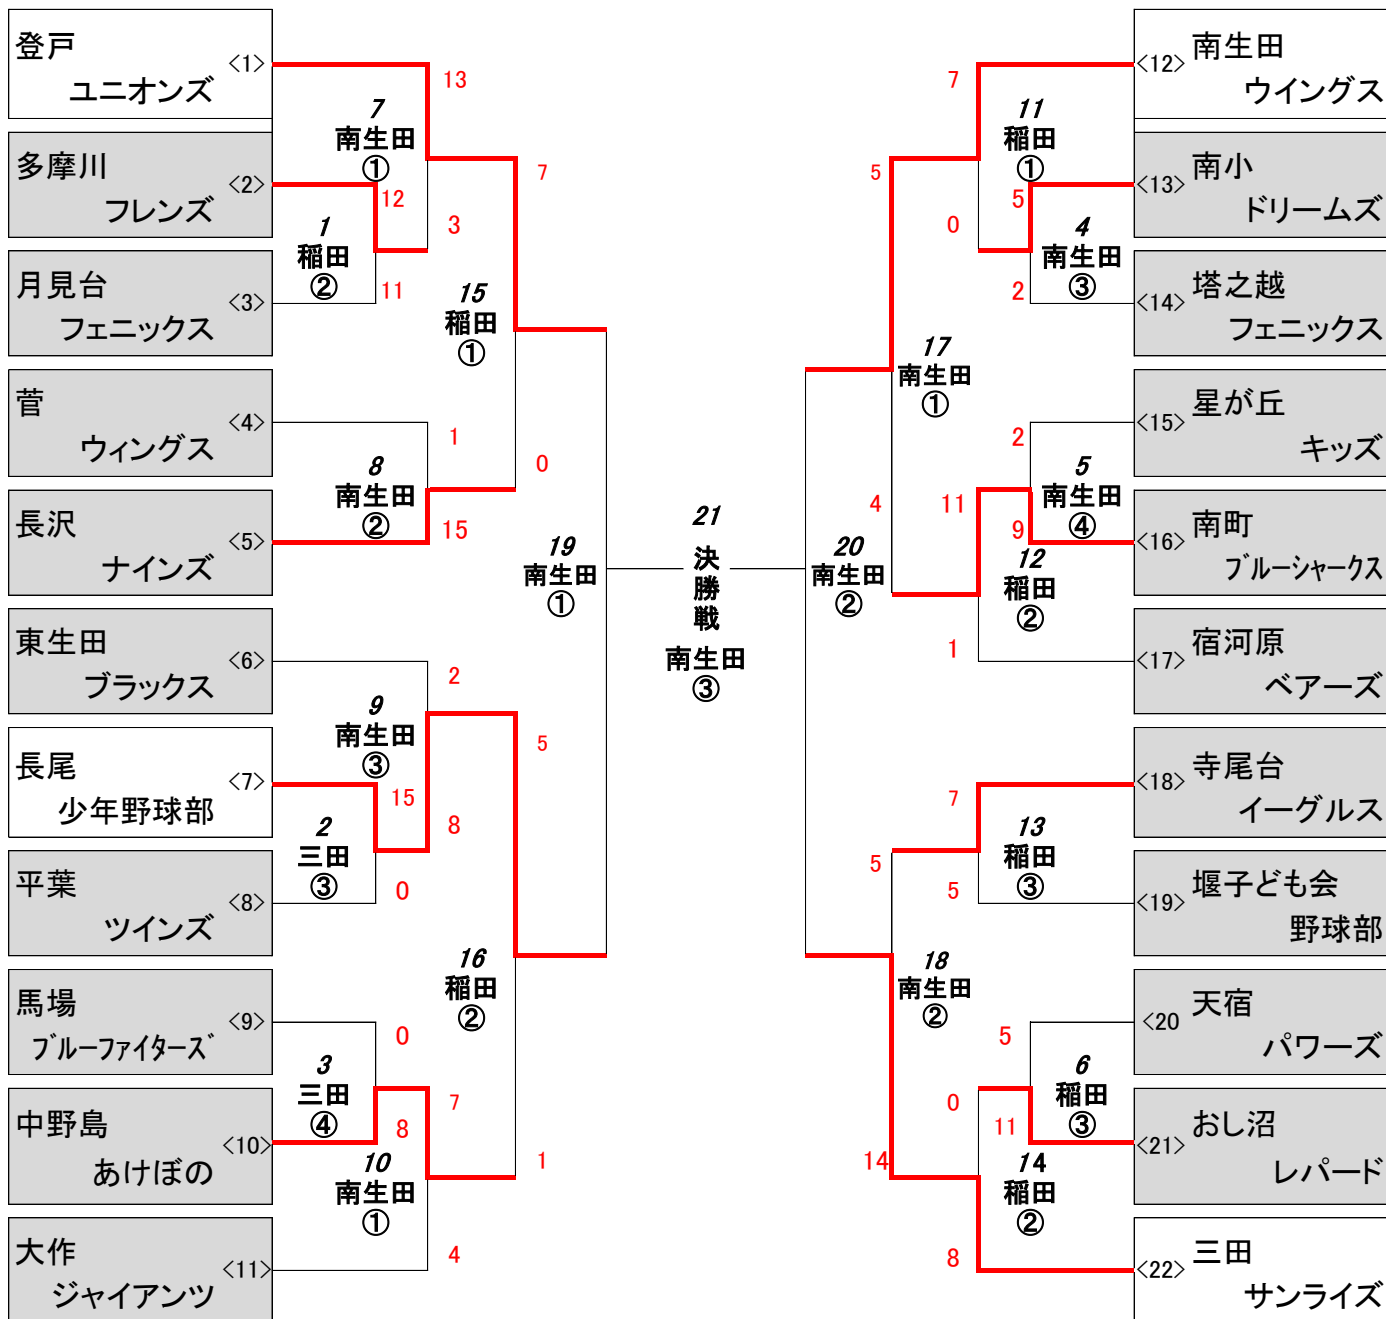 登戸
ユニオンズ
<1>
多摩川
フレンズ
<2>
月見台
フェニックス
<3>
菅
ウィングス
<4>
長沢
ナインズ
<5>
東生田
ブラックス
<6>
長尾
少年野球部
<7>
平葉
ツインズ
<8>
馬場
ブルーファイターズ
<9>
中野島
あけぼの
<10>
大作
ジャイアンツ
<11>
13
7
南生田
①
12
3
1
稲田
②
11
7
15
稲田
①
1
8
南生田
②
15
0
19
南生田
①
2
9
南生田
③
15
8
2
三田
③
0
5
16
稲田
②
0
3
三田
④
8
7
10
南生田
①
4
1
21
決
勝
戦
南生田
③
7
11
稲田
①
5
0
4
南生田
③
2
5
17
南生田
①
4
2
5
南生田
④
11
9
12
稲田
②
1
20
南生田
②
7
13
稲田
③
5
5
18
南生田
②
14
5
6
稲田
③
0
11
14
稲田
②
8
<12>
南生田
ウイングス
<13>
南小
ドリームズ
<14>
塔之越
フェニックス
<15>
星が丘
キッズ
<16>
南町
ブルーシャークス
<17>
宿河原
ベアーズ
<18>
寺尾台
イーグルス
<19>
堰子ども会
野球部
<20
天宿
パワーズ
<21>
おし沼
レパード
<22>
三田
サンライズ